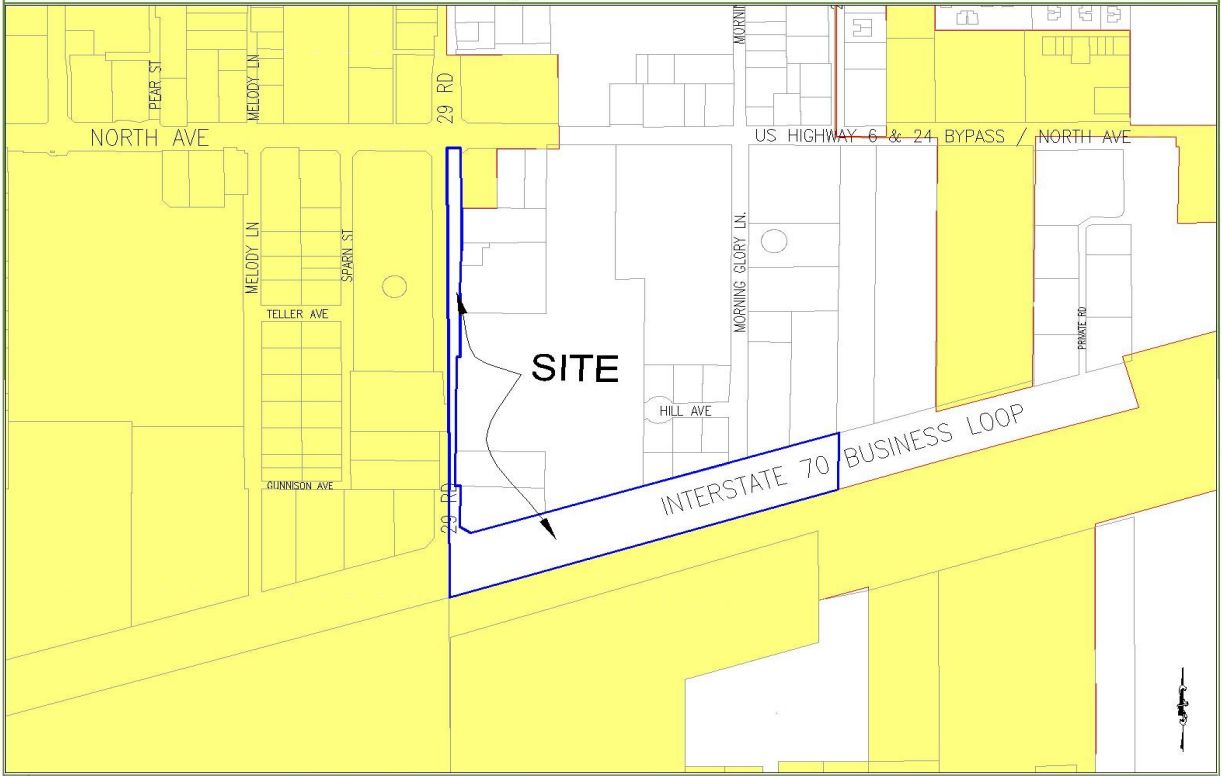 MORNIN
PEAR ST
MELODY LN
29 RD
NORTH AVE
US HIGHWAY 6 & 24 BYPASS / NORTH AVE
MELODY LN
SPARN ST
MORNING GLORY LN.
TELLER AVE
PRIVATE RD
SITE
HILL AVE
INTERSTATE 70 BUSINESS LOOP
GUNNISON AVE
29 RD